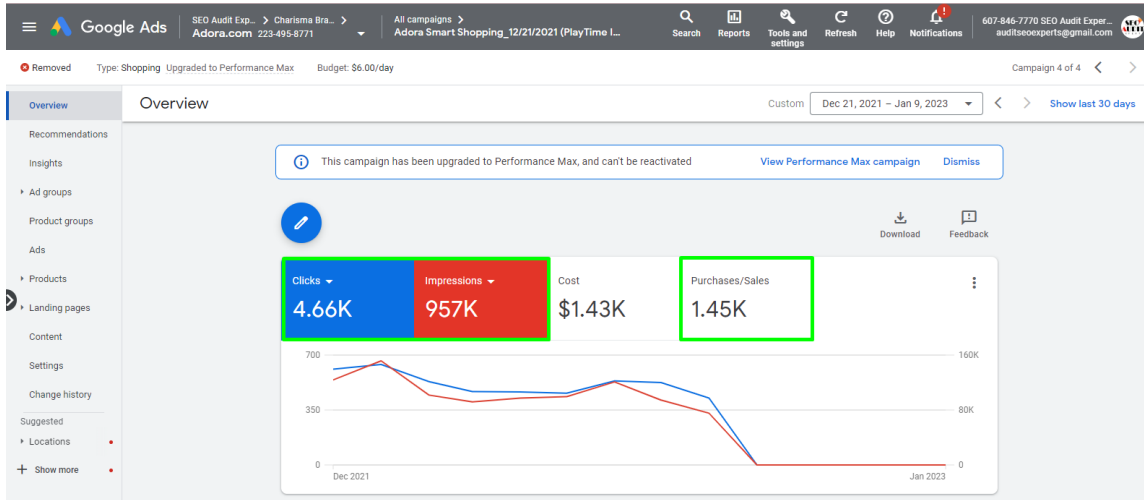 Google Ads
SEO Audit Exp... > Charisma Bra... >
Adora.com 223-495-8771
All campaigns >
Adora Smart Shopping_12/21/2021 (PlayTime I...
Search
Reports
Tools and settings
Refresh
Help
Notifications
607-846-7770 SEO Audit Exper...
auditseoexperts@gmail.com
Removed Type: Shopping Upgraded to Performance Max Budget: $6.00/day
Campaign 4 of 4
Overview
Recommendations
Insights
Ad groups
Product groups
Ads
Products
Landing pages
Content
Settings
Change history
Suggested
Locations
Show more
Overview
Custom Dec 21, 2021 – Jan 9, 2023
Show last 30 days
This campaign has been upgraded to Performance Max, and can't be reactivated
View Performance Max campaign Dismiss
Download
Feedback
Clicks
4.66K
Impressions
957K
Cost
$1.43K
Purchases/Sales
1.45K
700 160K
350 80K
0 0
Dec 2021 Jan 2023